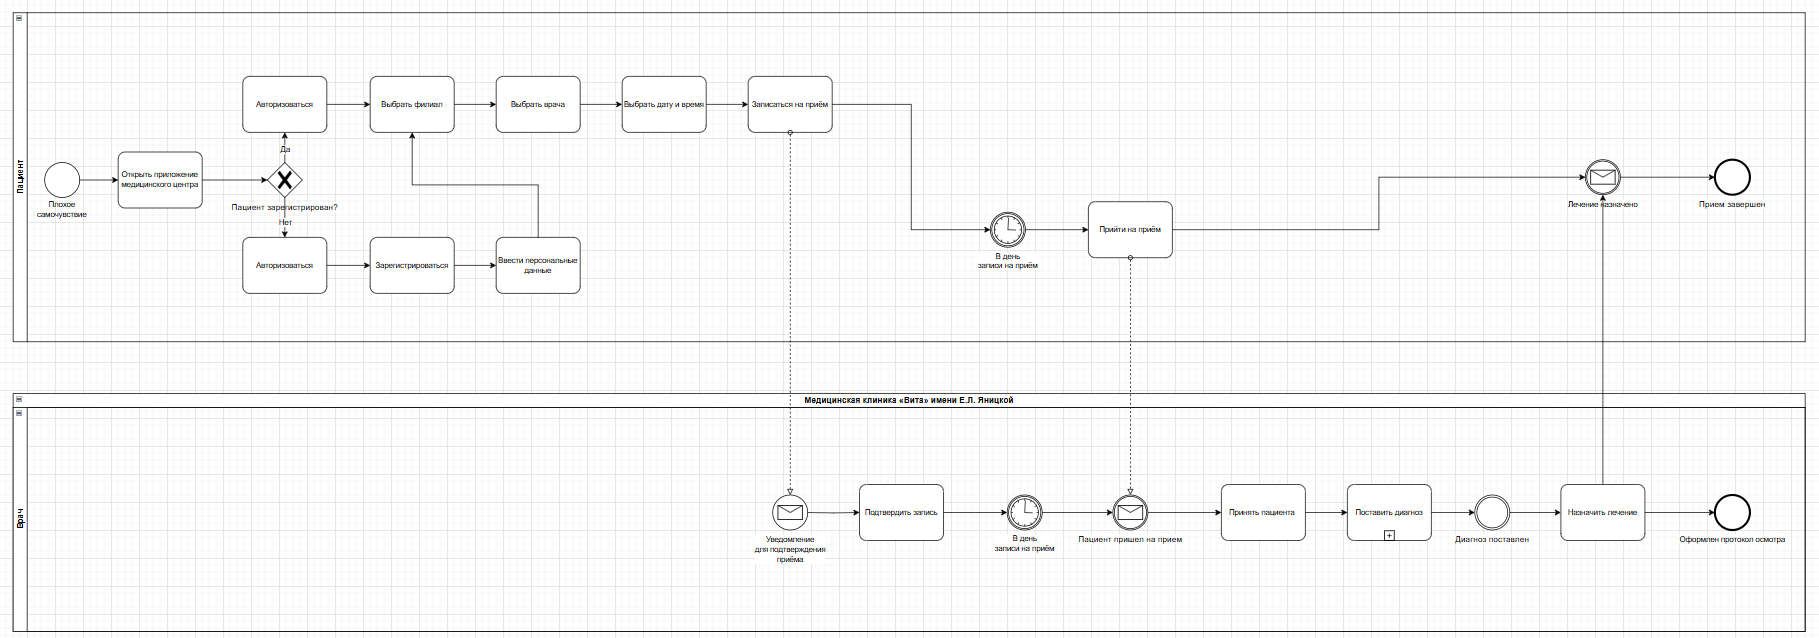 Пациент
Авторизоваться
Выбрать филиал
Выбрать врача
Выбрать дату и время
Записаться на приём
Да
Открыть приложение
медицинского центра
Плохое
самочувствие
Пациент зарегистрирован?
Нет
Авторизоваться
Зарегистрироваться
Ввести персональные
данные
В день
записи на приём
Прийти на приём
Лечение назначено
Прием завершен
Медицинская клиника «Вита» имени Е.Л. Яницкой
Врач
Уведомление
для подтверждения
приёма
Подтвердить запись
В день
записи на приём
Пациент пришел на прием
Принять пациента
Поставить диагноз
Диагноз поставлен
Назначить лечение
Оформлен протокол осмотра